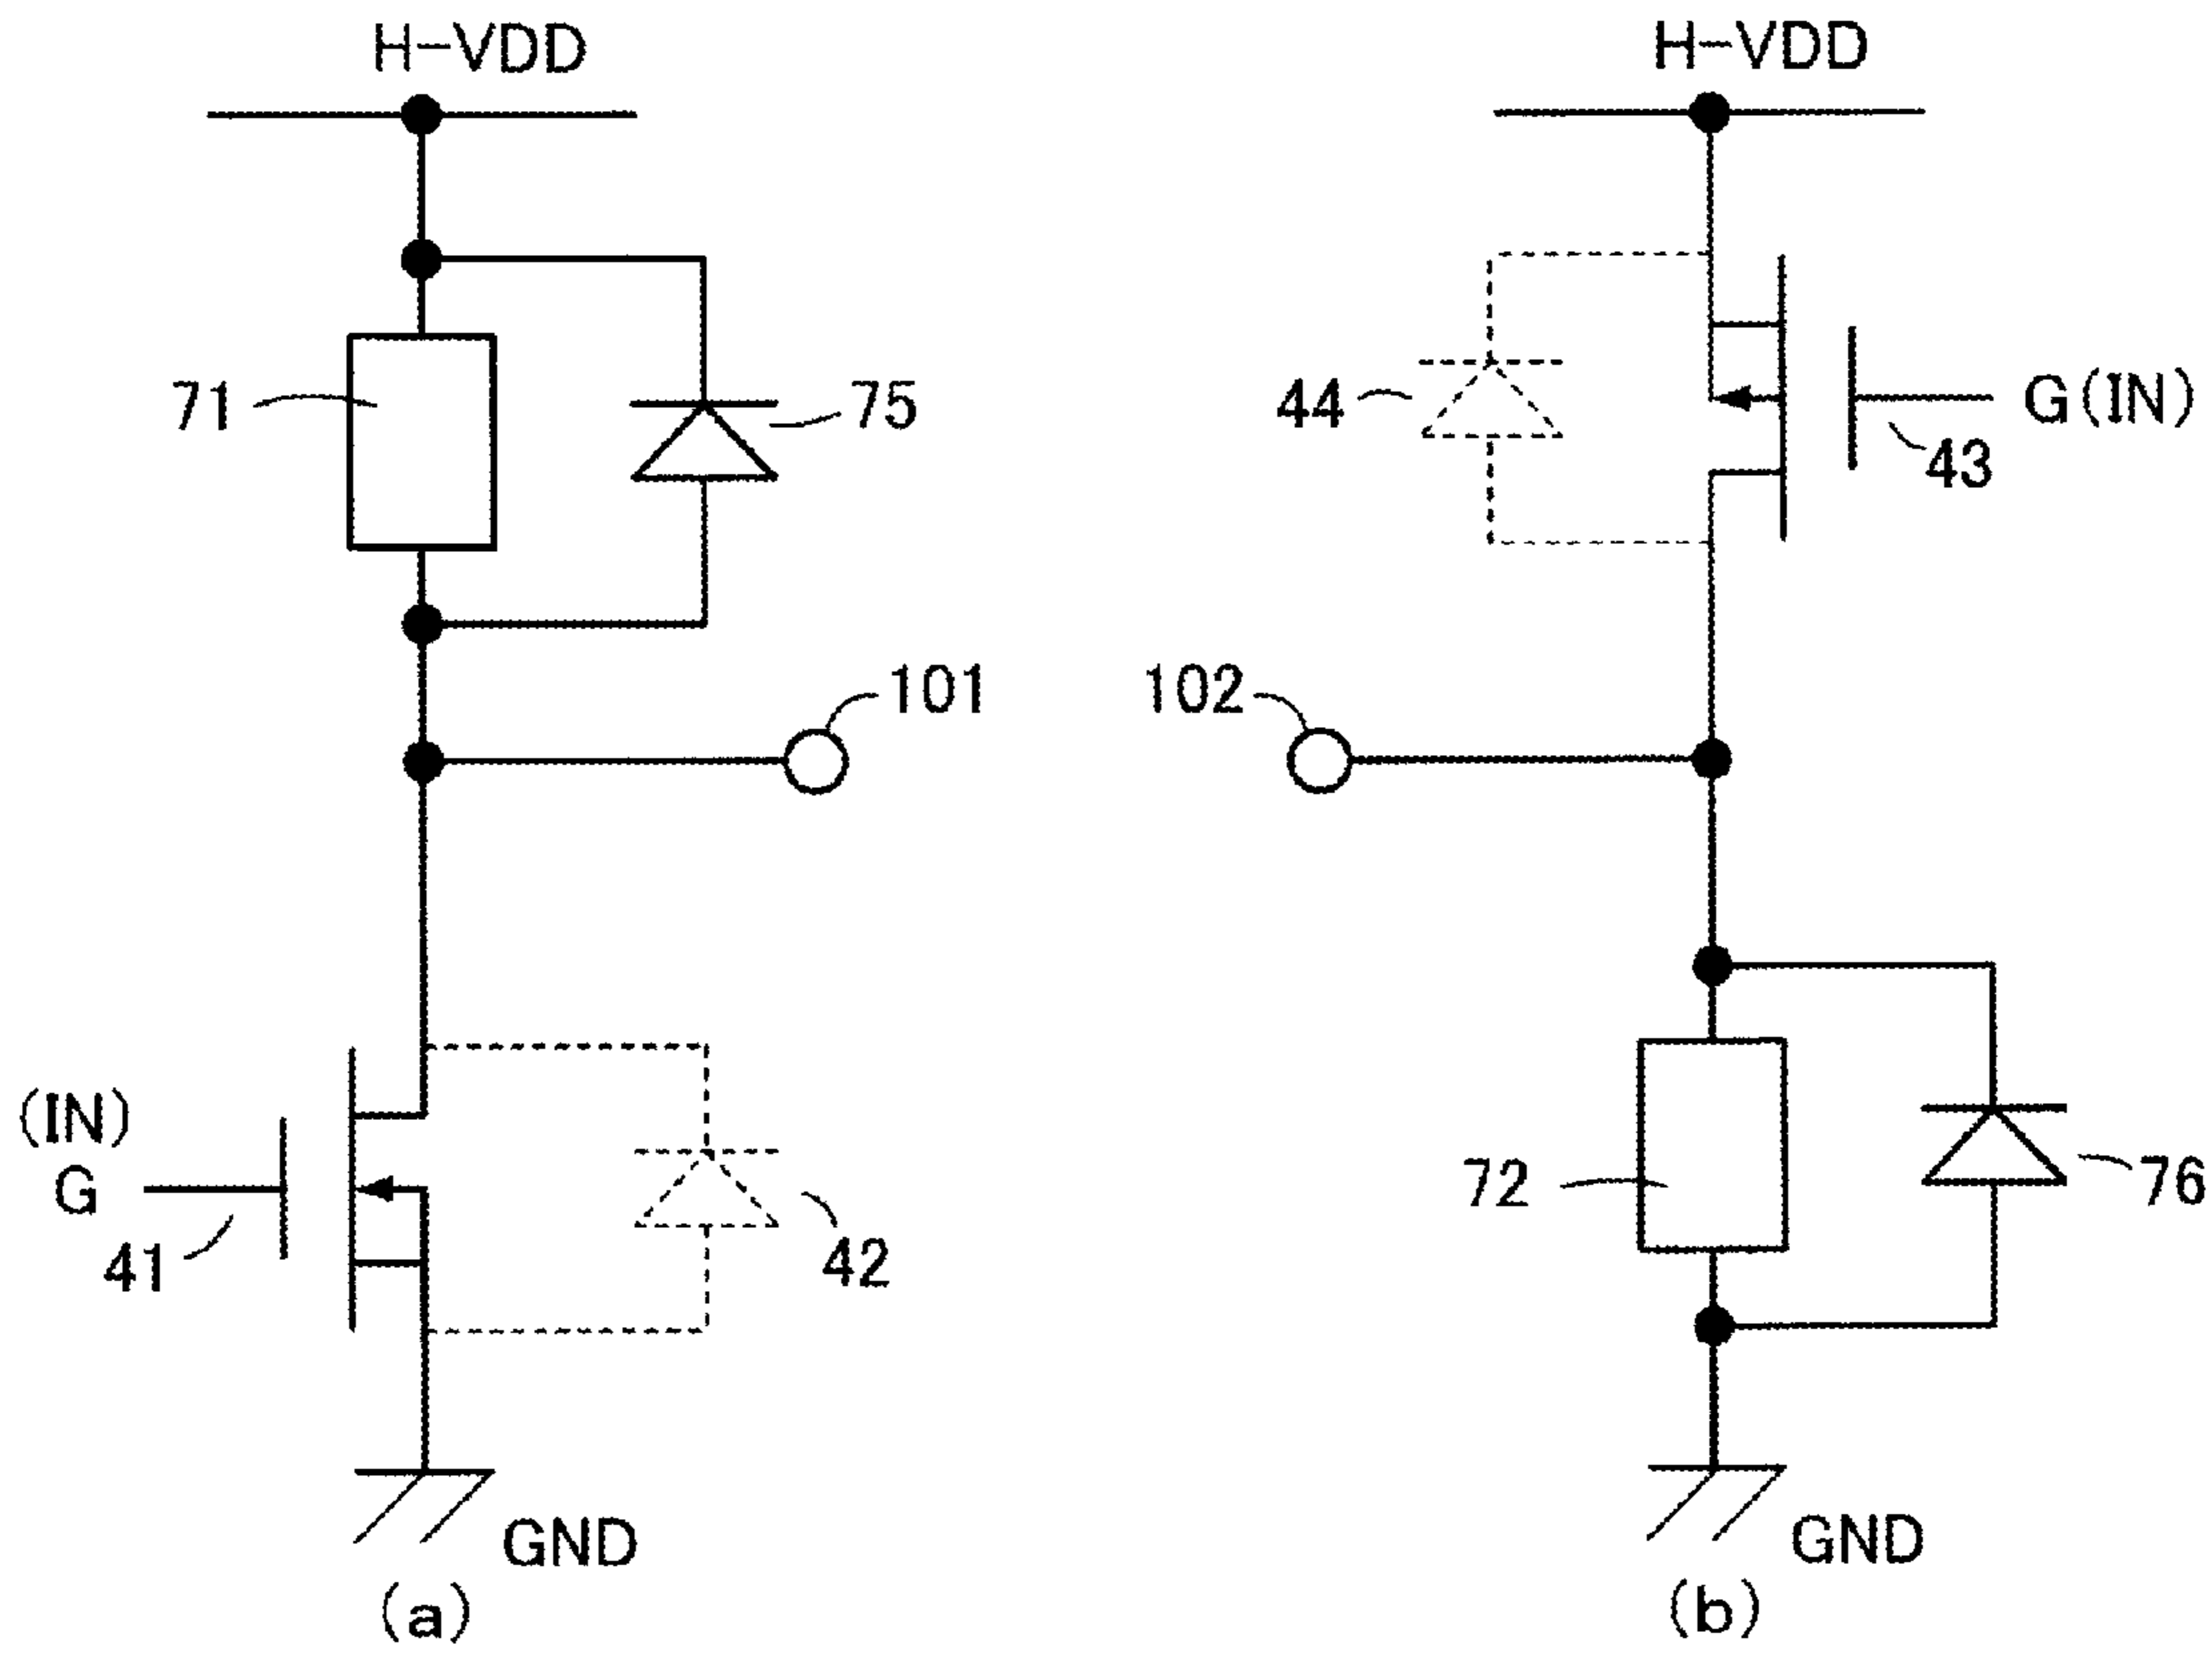 H-VDD
71
75
101
(IN)
G
41
42
GND
(a)
H-VDD
44
G(IN)
43
102
72
76
GND
(b)